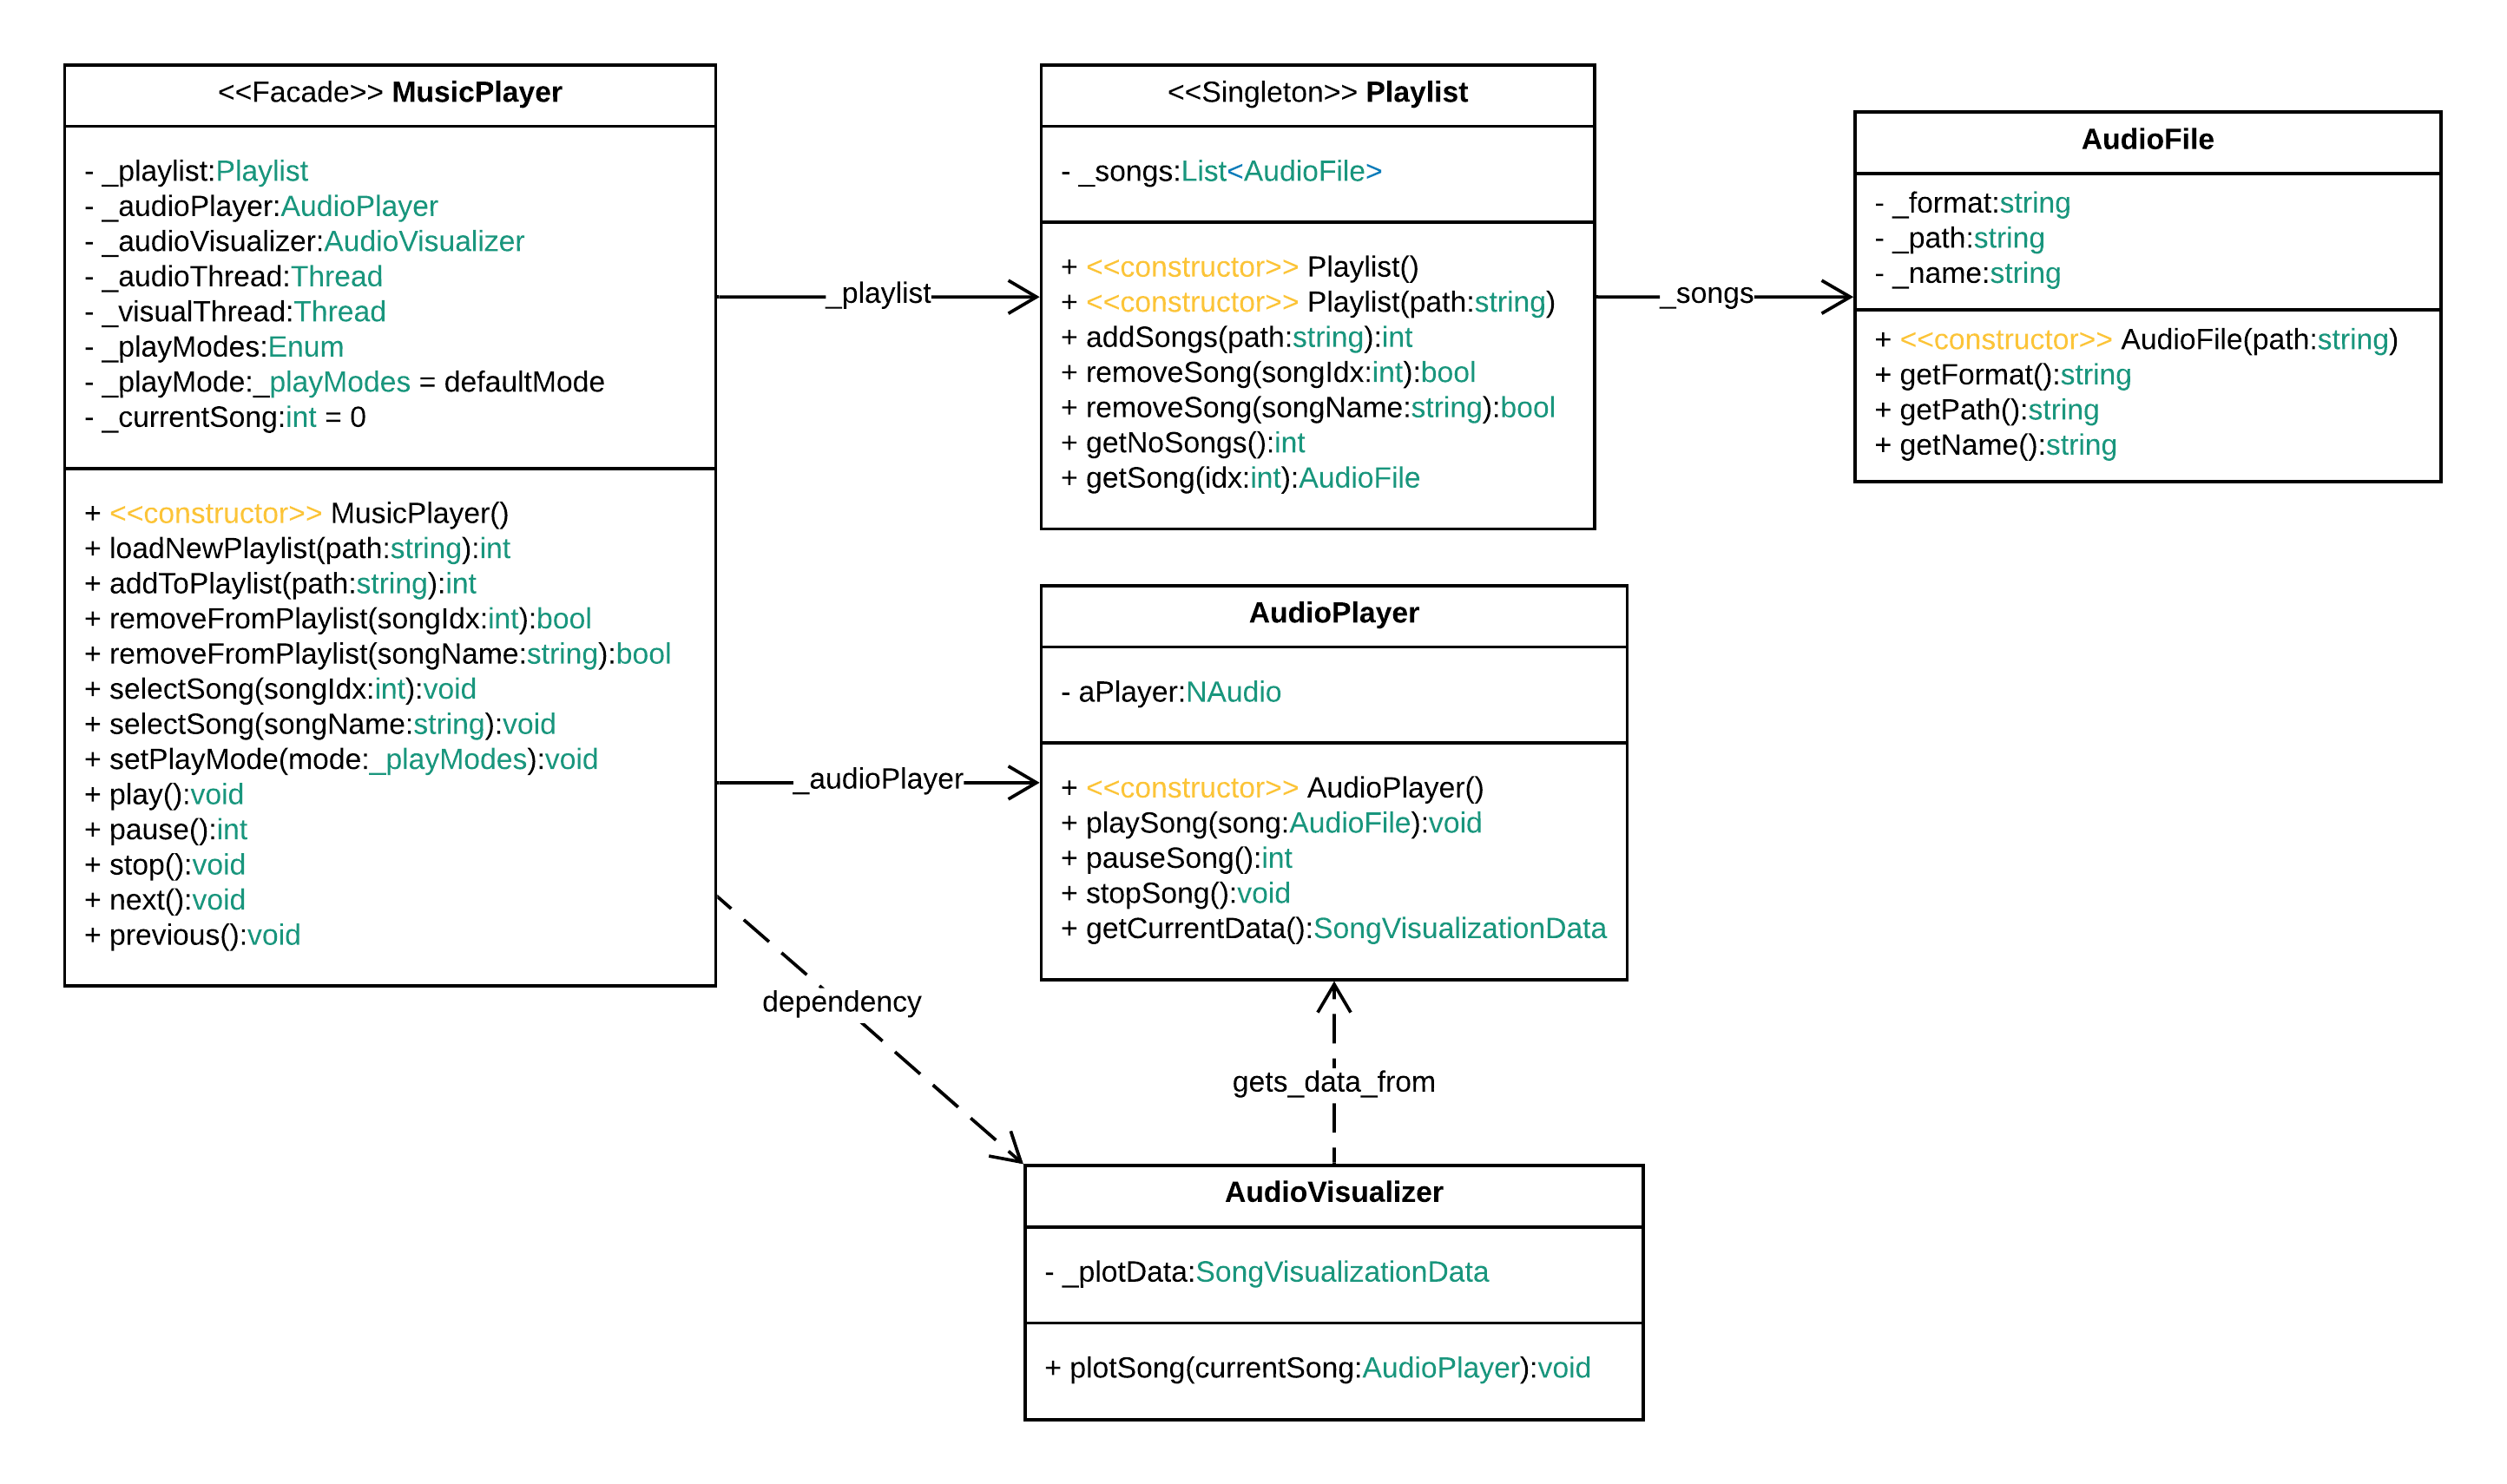 <<Facade>> MusicPlayer
- _playlist:Playlist
- _audioPlayer:AudioPlayer
- _audioVisualizer:AudioVisualizer
- _audioThread:Thread
- _visualThread:Thread
- _playModes:Enum
- _playMode:_playModes = defaultMode
- _currentSong:int = 0
+ <<constructor>> MusicPlayer()
+ loadNewPlaylist(path:string):int
+ addToPlaylist(path:string):int
+ removeFromPlaylist(songIdx:int):bool
+ removeFromPlaylist(songName:string):bool
+ selectSong(songIdx:int):void
+ selectSong(songName:string):void
+ setPlayMode(mode:_playModes):void
+ play():void
+ pause():int
+ stop():void
+ next():void
+ previous():void
_playlist
<<Singleton>> Playlist
- _songs:List<AudioFile>
+ <<constructor>> Playlist()
+ <<constructor>> Playlist(path:string)
+ addSongs(path:string):int
+ removeSong(songIdx:int):bool
+ removeSong(songName:string):bool
+ getNoSongs():int
+ getSong(idx:int):AudioFile
_songs
AudioFile
- _format:string
- _path:string
- _name:string
+ <<constructor>> AudioFile(path:string)
+ getFormat():string
+ getPath():string
+ getName():string
_audioPlayer
AudioPlayer
- aPlayer:NAudio
+ <<constructor>> AudioPlayer()
+ playSong(song:AudioFile):void
+ pauseSong():int
+ stopSong():void
+ getCurrentData():SongVisualizationData
dependency
gets_data_from
AudioVisualizer
- _plotData:SongVisualizationData
+ plotSong(currentSong:AudioPlayer):void